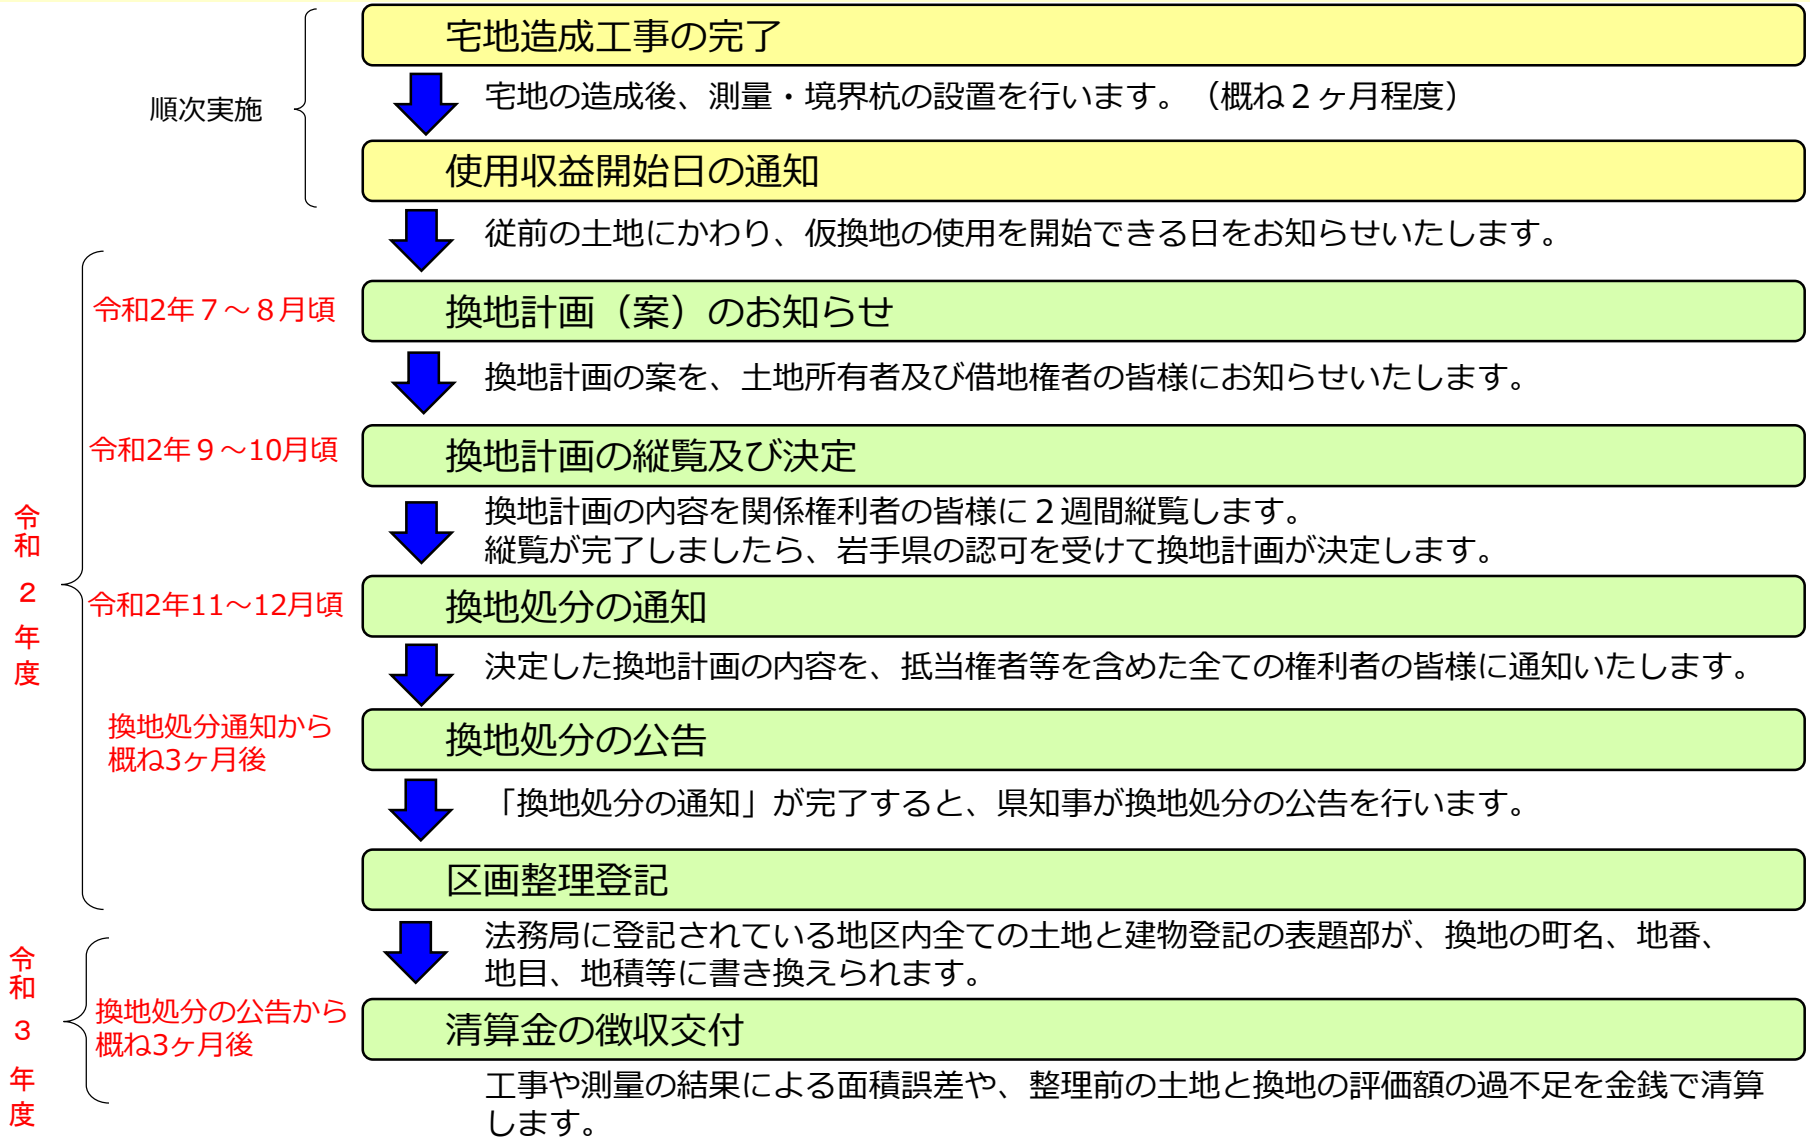 宅地造成工事の完了
順次実施
宅地の造成後、測量・境界杭の設置を行います。（概ね２ヶ月程度）
使用収益開始日の通知
従前の土地にかわり、仮換地の使用を開始できる日をお知らせいたします。
令和2年７～８月頃
換地計画（案）のお知らせ
換地計画の案を、土地所有者及び借地権者の皆様にお知らせいたします。
令和2年９～10月頃
換地計画の縦覧及び決定
換地計画の内容を関係権利者の皆様に２週間縦覧します。
縦覧が完了しましたら、岩手県の認可を受けて換地計画が決定します。
令和２年度
令和2年11～12月頃
換地処分の通知
決定した換地計画の内容を、抵当権者等を含めた全ての権利者の皆様に通知いたします。
換地処分通知から
概ね3ヶ月後
換地処分の公告
「換地処分の通知」が完了すると、県知事が換地処分の公告を行います。
区画整理登記
法務局に登記されている地区内全ての土地と建物登記の表題部が、換地の町名、地番、
地目、地積等に書き換えられます。
令和３年度
換地処分の公告から
概ね3ヶ月後
清算金の徴収交付
工事や測量の結果による面積誤差や、整理前の土地と換地の評価額の過不足を金銭で清算
します。